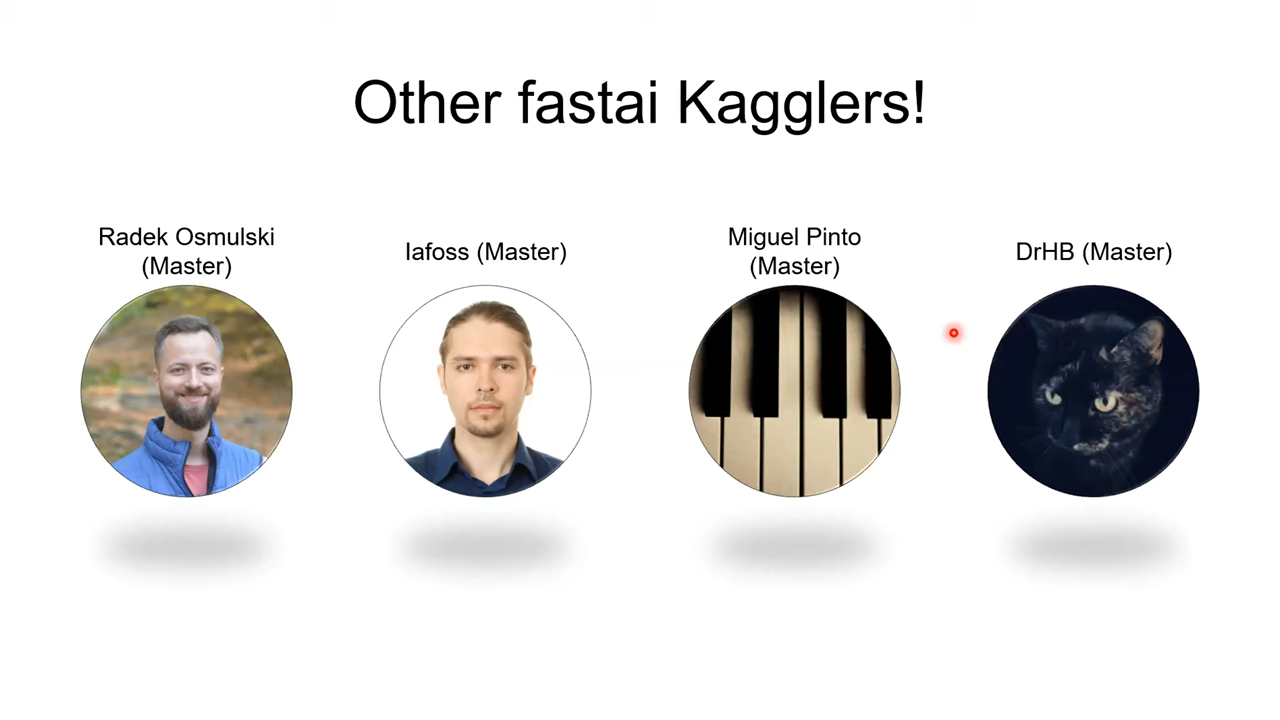 Other fastai Kagglers!
Radek Osmulski
(Master)
Iafoss (Master)
Miguel Pinto
(Master)
DrHB (Master)